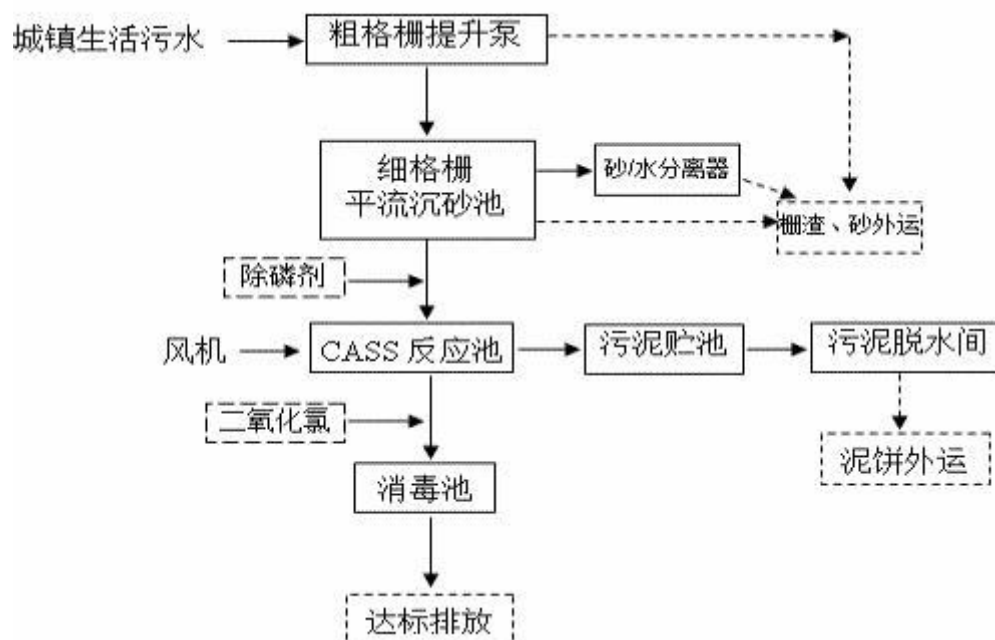 城镇生活污水
粗格栅提升泵
细格栅
平流沉砂池
砂/水分离器
栅渣、砂外运
除磷剂
风机
CASS 反应池
污泥贮池
污泥脱水间
二氧化氯
泥饼外运
消毒池
达标排放